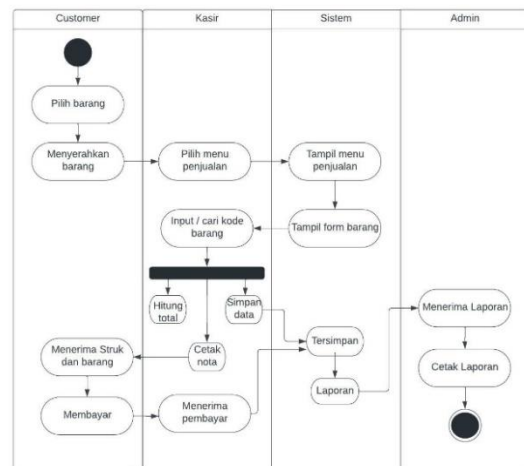 Customer
Kasir
Sistem
Admin
Pilih barang
Menyerahkan
barang
Pilih menu
penjualan
Tampil menu
penjualan
Input / cari kode
barang
Tampil form barang
Hitung
total
Simpan
data
Menerima Laporan
Menerima Struk
dan barang
Cetak
nota
Tersimpan
Cetak Laporan
Laporan
Membayar
Menerima
pembayar